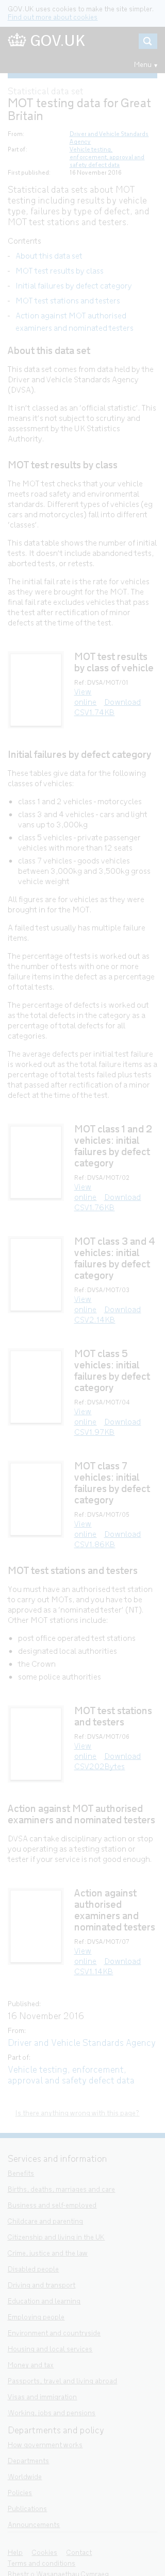 GOV.UK uses cookies to make the site simpler.
Find out more about cookies
GOV.UK
Menu
Statistical data set
MOT testing data for Great
Britain
From: Driver and Vehicle Standards
Agency
Part of: Vehicle testing,
enforcement, approval and
safety defect data
First published: 16 November 2016
Statistical data sets about MOT
testing including results by vehicle
type, failures by type of defect, and
MOT test stations and testers.
Contents
- About this data set
- MOT test results by class
- Initial failures by defect category
- MOT test stations and testers
- Action against MOT authorised
examiners and nominated testers
About this data set
This data set comes from data held by the
Driver and Vehicle Standards Agency
(DVSA).
It isn't classed as an 'official statistic'. This
means it's not subject to scrutiny and
assessment by the UK Statistics
Authority.
MOT test results by class
The MOT test checks that your vehicle
meets road safety and environmental
standards. Different types of vehicles (eg
cars and motorcycles) fall into different
'classes'.
This data table shows the number of initial
tests. It doesn't include abandoned tests,
aborted tests, or retests.
The initial fail rate is the rate for vehicles
as they were brought for the MOT. The
final fail rate excludes vehicles that pass
the test after rectification of minor
defects at the time of the test.
MOT test results
by class of vehicle
Ref: DVSA/MOT/01
View
online Download
Initial failures by defect category
These tables give data for the following
classes of vehicles:
• class 1 and 2 vehicles - motorcycles
• class 3 and 4 vehicles - cars and light
vans up to 3,000kg
• class 5 vehicles - private passenger
vehicles with more than 12 seats
• class 7 vehicles - goods vehicles
between 3,000kg and 3,500kg gross
vehicle weight
All figures are for vehicles as they were
brought in for the MOT.
A failed test usually has multiple failure
items.
The percentage of tests is worked out as
the number of tests with one or more
failure items in the defect as a percentage
of total tests.
The percentage of defects is worked out
as the total defects in the category as a
percentage of total defects for all
categories.
The average defects per initial test failure
is worked out as the total failure items as a
percentage of total tests failed plus tests
that passed after rectification of a minor
defect at the time of the test.
MOT class 1 and 2
vehicles: initial
failures by defect
category
Ref: DVSA/MOT/02
View
online Download
CSV1.76KB
MOT class 3 and 4
vehicles: initial
failures by defect
category
Ref: DVSA/MOT/03
View
online Download
CSV2.14KB
MOT class 5
vehicles: initial
failures by defect
category
Ref: DVSA/MOT/04
View
online Download
CSV1.97KB
MOT class 7
vehicles: initial
failures by defect
category
Ref: DVSA/MOT/05
View
online Download
CSV1.86KB
MOT test stations and testers
You must have an authorised test station
to carry out MOTs, and you have to be
approved as a 'nominated tester' (NT).
Other MOT stations include:
• post office operated test stations
• designated local authorities
• the Crown
• some police authorities
MOT test stations
and testers
Ref: DVSA/MOT/06
View
online Download
CSV202Bytes
Action against MOT authorised
examiners and nominated testers
DVSA can take disciplinary action or stop
you operating as a testing station or
tester if your service is not good enough.
Action against
authorised
examiners and
nominated testers
Ref: DVSA/MOT/07
View
online Download
CSV1.14KB
Published:
16 November 2016
From:
Driver and Vehicle Standards Agency
Part of:
Vehicle testing, enforcement,
approval and safety defect data
Is there anything wrong with this page?
Services and information
Benefits
Births, deaths, marriages and care
Business and self-employed
Childcare and parenting
Citizenship and living in the UK
Crime, justice and the law
Disabled people
Driving and transport
Education and learning
Employing people
Environment and countryside
Housing and local services
Money and tax
Passports, travel and living abroad
Visas and immigration
Working, jobs and pensions
Departments and policy
How government works
Departments
Worldwide
Policies
Publications
Announcements
Help Cookies Contact
Terms and conditions
Rhestr o Wasanaethau Cymraeg